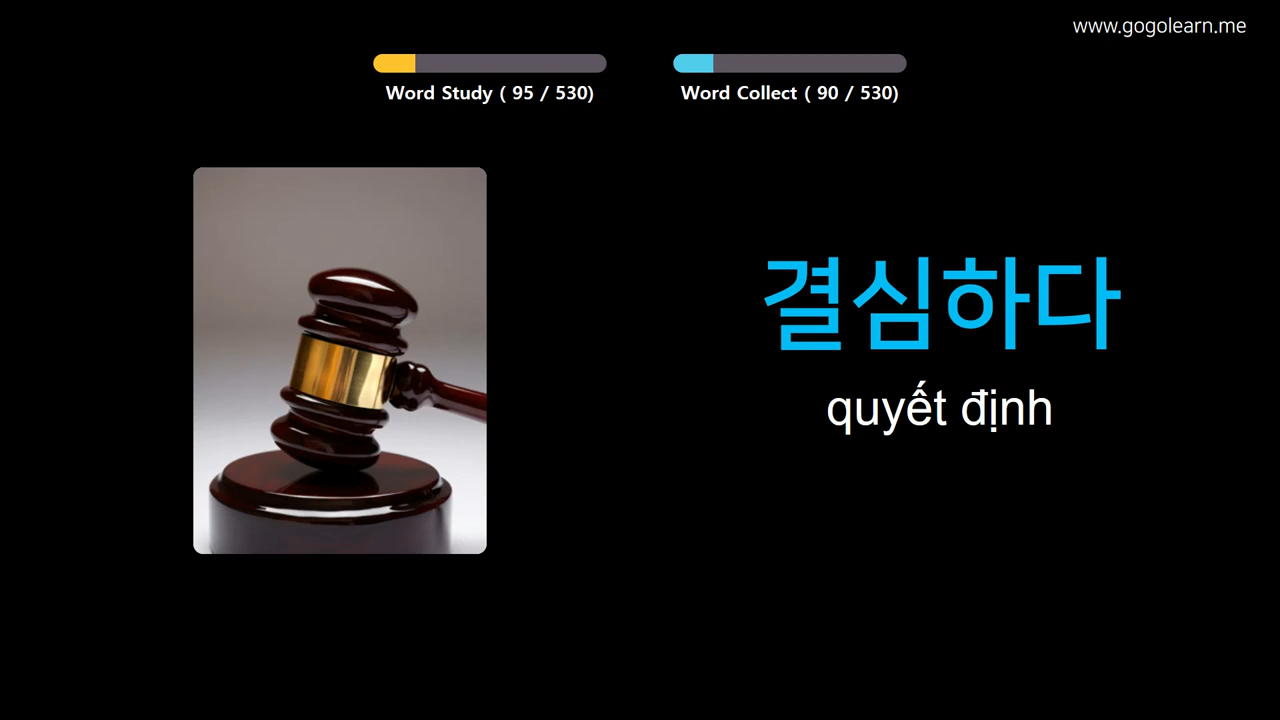 www.gogolearn.me
Word Study ( 95 / 530)
Word Collect ( 90 / 530)
결심하다
quyết định